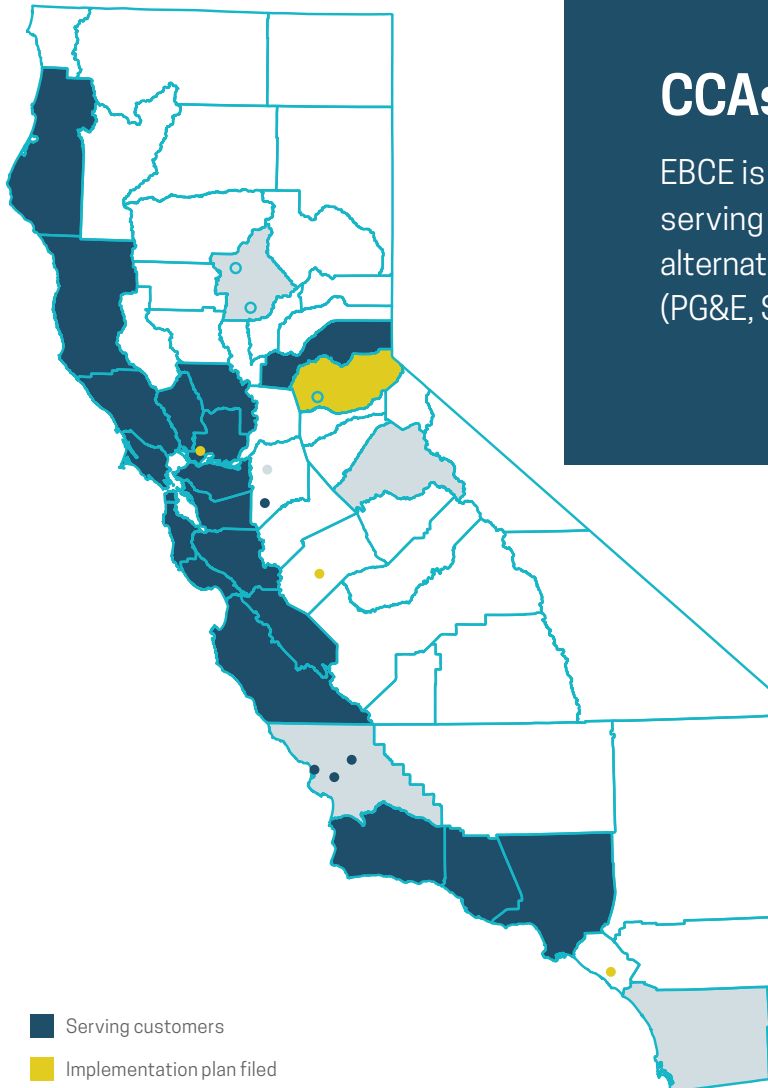 CCAs
EBCE is
serving
alternat
(PG&E, S
Serving customers
Implementation plan filed